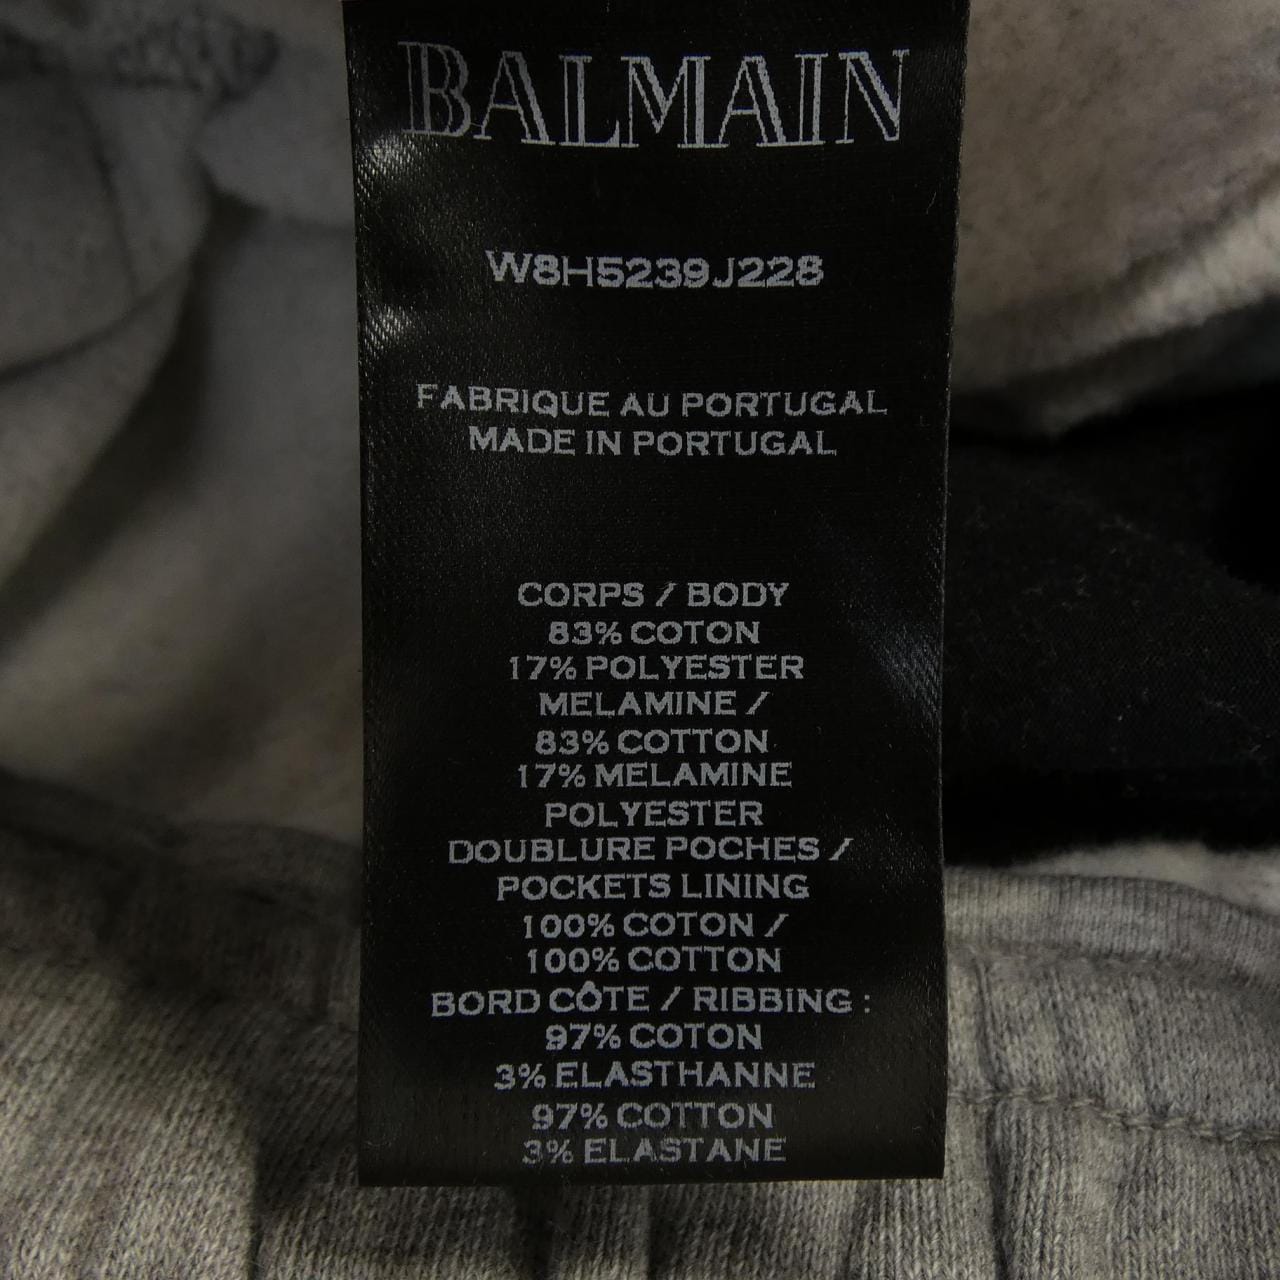 BALMAIN
W8H5239J228
FABRIQUE AU PORTUGAL
MADE IN PORTUGAL
CORPS / BODY
83% COTON
17% POLYESTER
MELAMINE /
83% COTTON
17% MELAMINE
POLYESTER
DOUBLURE POCHES /
POCKETS LINING
100% COTON /
100% COTTON
BORD CÔTE / RIBBING :
97% COTON
3% ELASTHANNE
97% COTTON
3% ELASTANE